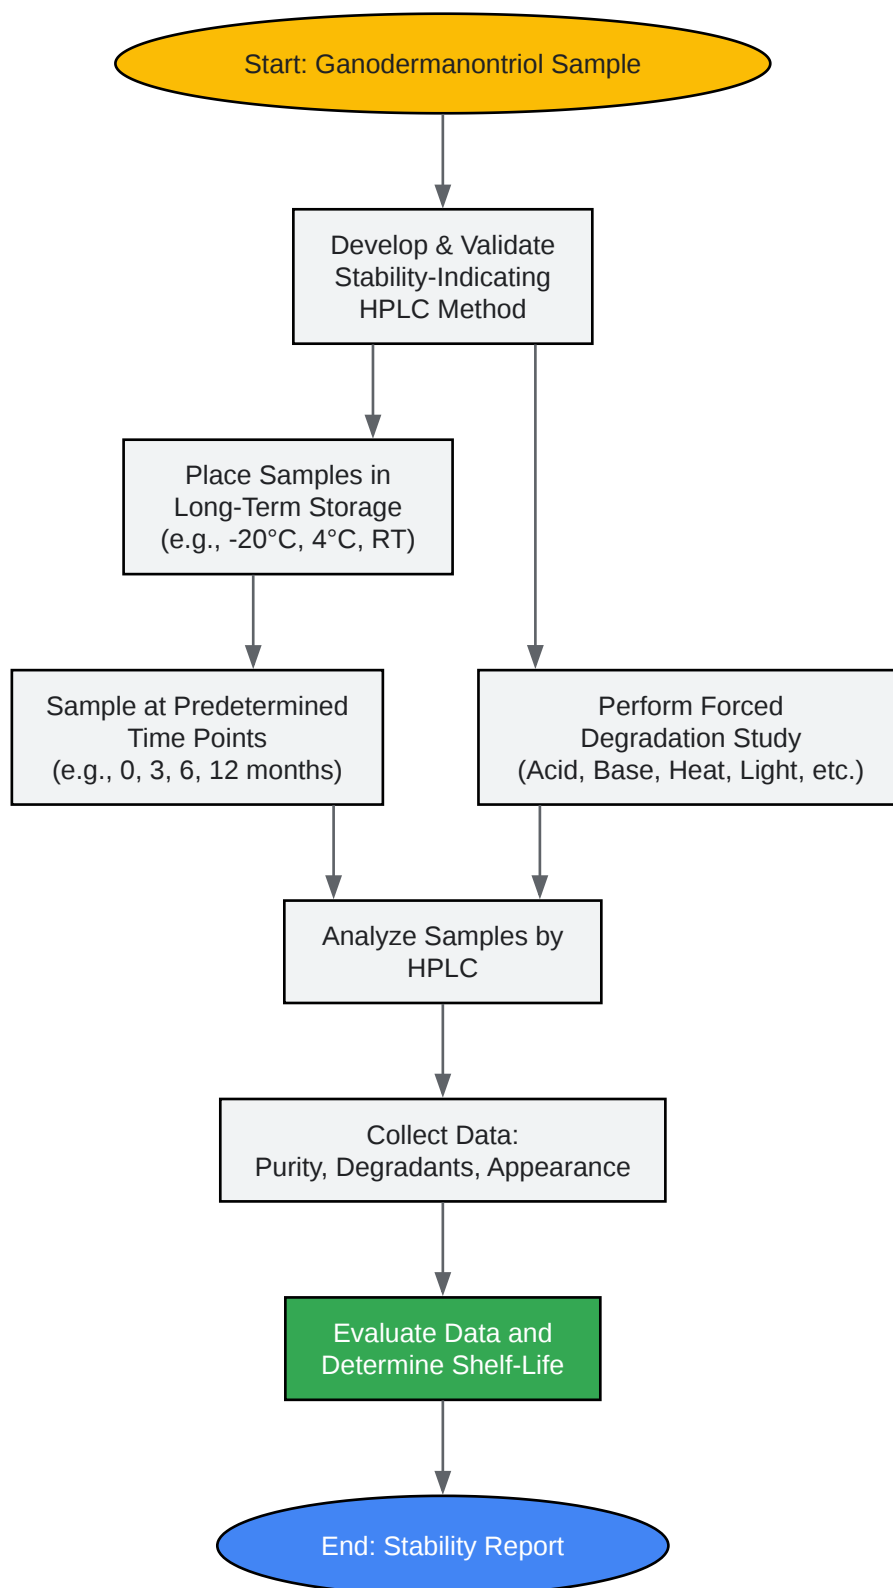 Start: Ganodermanontriol Sample
Develop & Validate
Stability-Indicating
HPLC Method
Place Samples in
Long-Term Storage
(e.g., -20°C, 4°C, RT)
Sample at Predetermined
Time Points
(e.g., 0, 3, 6, 12 months)
Perform Forced
Degradation Study
(Acid, Base, Heat, Light, etc.)
Analyze Samples by
HPLC
Collect Data:
Purity, Degradants, Appearance
Evaluate Data and
Determine Shelf-Life
End: Stability Report